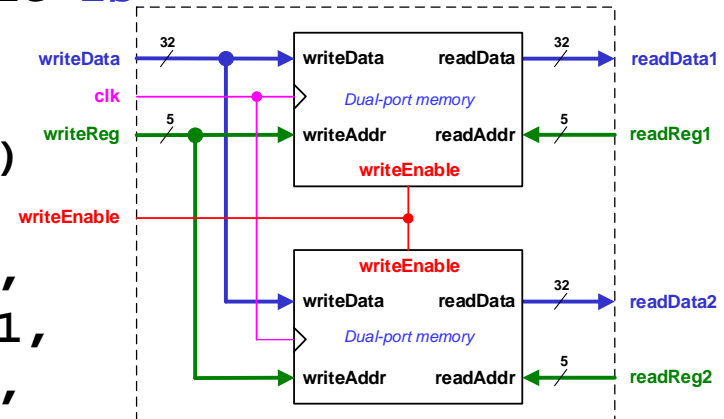 32
32
writeData
writeData
readData
readData1
clk
Dual-port memory
writeReg
5
writeAddr
readAddr
5
readReg1
)
writeEnable
writeEnable
writeEnable
,
writeData
readData
32
readData2
1,
Dual-port memory
writeAddr
readAddr
5
readReg2
,